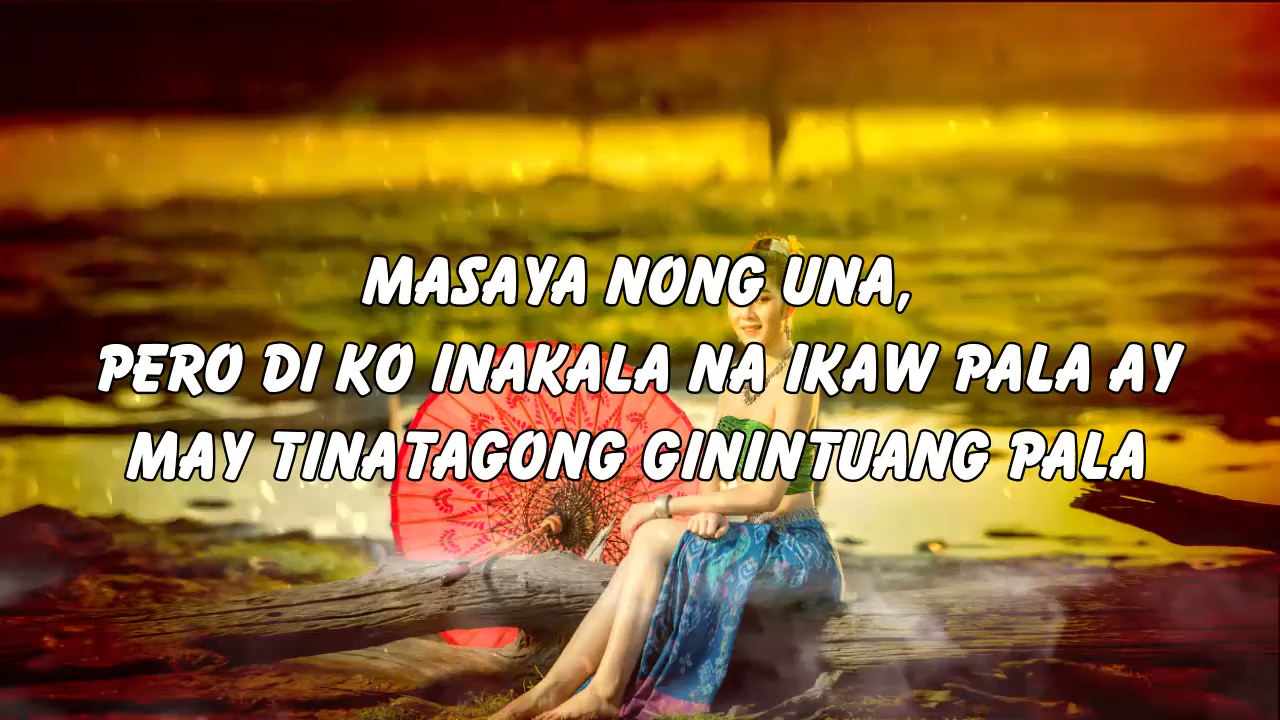 MASAYA NONG UNA,
PERO DI KO INAKALA NA IKAW PALA AY
MAY TINATAGONG GININTUANG PALA